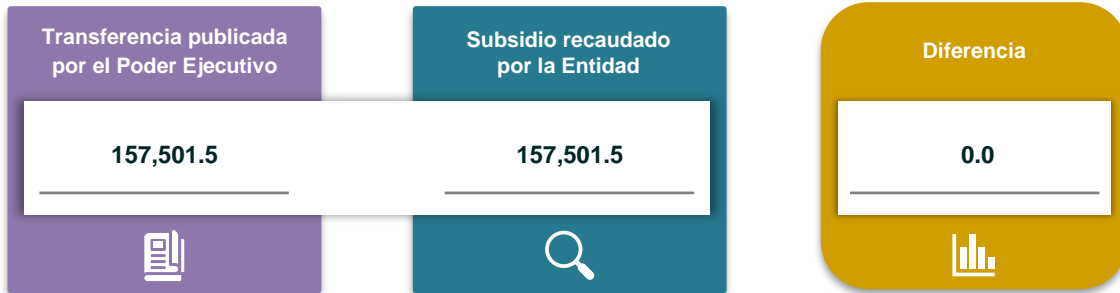 Transferencia publicada
por el Poder Ejecutivo
157,501.5
Subsidio recaudado
por la Entidad
157,501.5
Diferencia
0.0